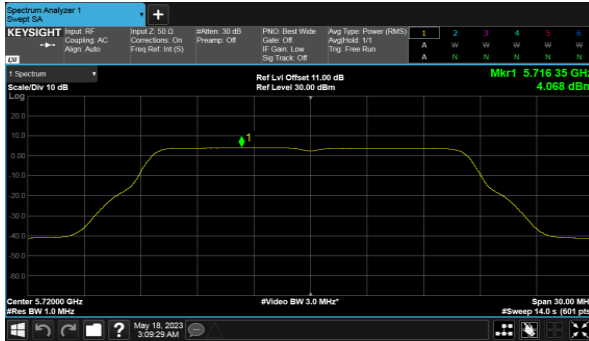 Spectrum Analyzer 1
Swept SA
+
KEYSIGHT
Input: RF
Coupling: AC
Align: Auto
Input Z: 50 Ω
Corrections: On
Freq Ref: Int (S)
#Atten: 30 dB
Preamp: Off
PNO: Best Wide
Gate: Off
IF Gain: Low
Sig Track: Off
Avg Type: Power (RMS)
Avg|Hold: 1/1
Trig: Free Run
1 2 3 4 5 6
A W W W W W
A N N N N N
LXI
1 Spectrum
Scale/Div 10 dB
Ref Lvl Offset 11.00 dB
Ref Level 30.00 dBm
Mkr1 5.716 35 GHz
4.068 dBm
Log
20.0
10.0
0.00
-10.0
-20.0
-30.0
-40.0
-50.0
-60.0
1
Center 5.72000 GHz
#Res BW 1.0 MHz
#Video BW 3.0 MHz*
Span 30.00 MH
#Sweep 14.0 s (601 pts
?
May 18, 2023
3:09:29 AM